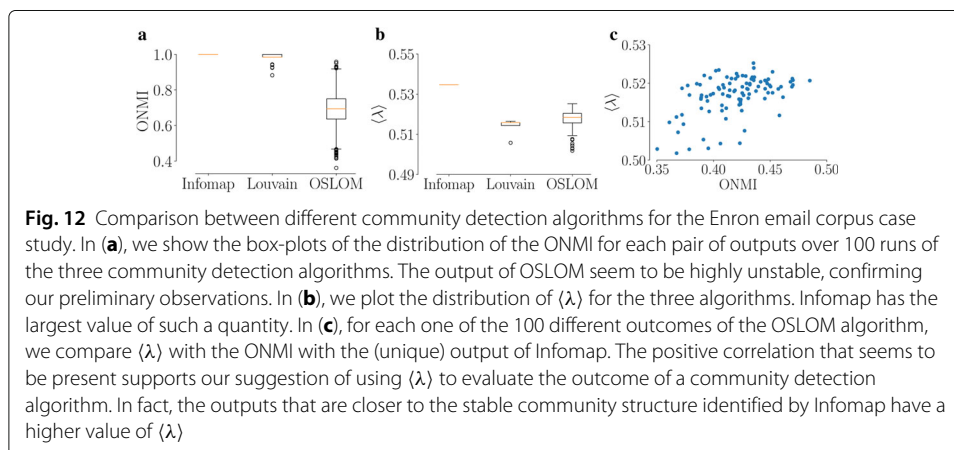 a
b
c
1.0
0.8
0.6
0.4
ONMI
Infomap
Louvain
OSLOM
0.55
0.53
0.51
0.49
⟨λ⟩
Infomap
Louvain
OSLOM
0.53
0.52
0.51
0.50
⟨λ⟩
0.35
0.40
0.45
0.50
ONMI
Fig. 12 Comparison between different community detection algorithms for the Enron email corpus case
study. In (a), we show the box-plots of the distribution of the ONMI for each pair of outputs over 100 runs of
the three community detection algorithms. The output of OSLOM seem to be highly unstable, confirming
our preliminary observations. In (b), we plot the distribution of ⟨λ⟩ for the three algorithms. Infomap has the
largest value of such a quantity. In (c), for each one of the 100 different outcomes of the OSLOM algorithm,
we compare ⟨λ⟩ with the ONMI with the (unique) output of Infomap. The positive correlation that seems to
be present supports our suggestion of using ⟨λ⟩ to evaluate the outcome of a community detection
algorithm. In fact, the outputs that are closer to the stable community structure identified by Infomap have a
higher value of ⟨λ⟩